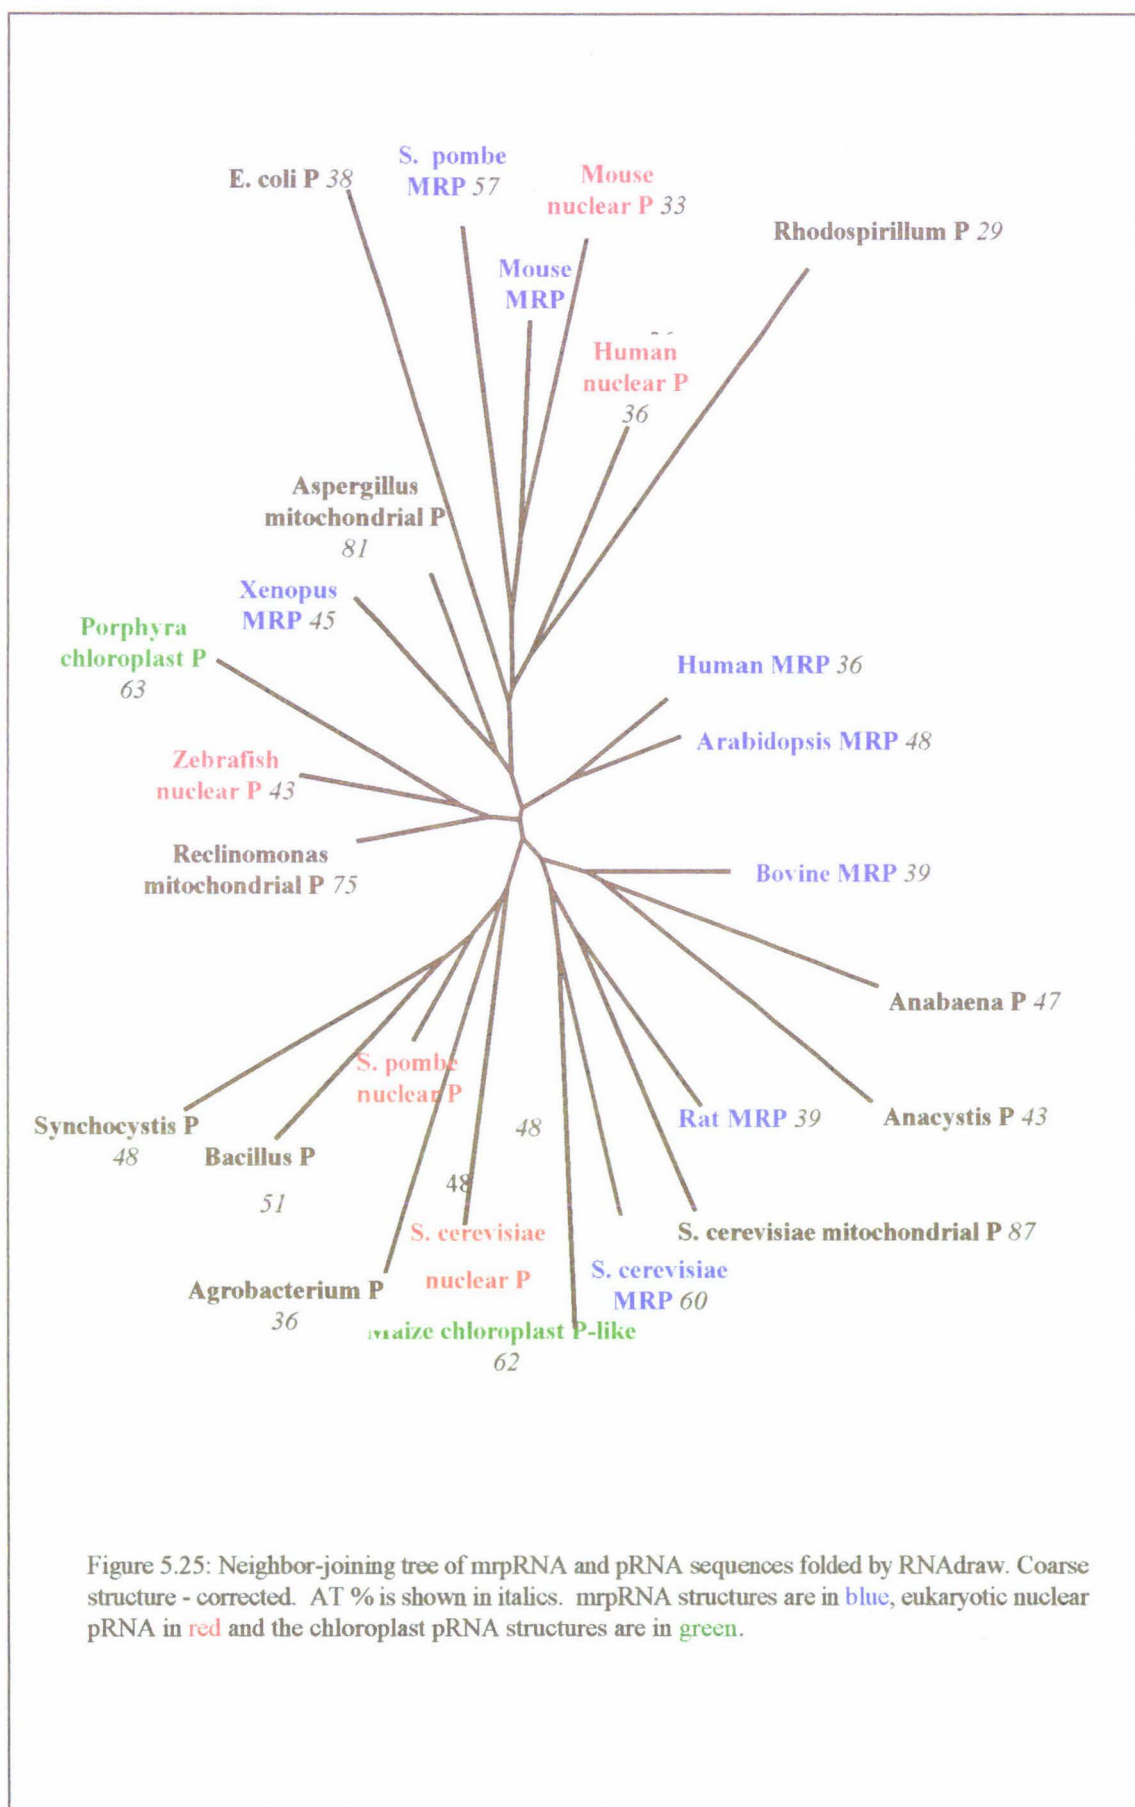 E. coli P 38
S. pombe
MRP 57
Mouse
nuclear P 33
Rhodospirillum P 29
Mouse
MRP
Human
nuclear P
36
Aspergillus
mitochondrial P
81
Xenopus
MRP 45
Porphyra
chloroplast P
63
Human MRP 36
Arabidopsis MRP 48
Zebrafish
nuclear P 43
Reclinomonas
mitochondrial P 75
Bovine MRP 39
Anabaena P 47
S. pombe
nuclear P
Synchocystis P
48
Bacillus P
51
48
Rat MRP 39
Anacystis P 43
48
S. cerevisiae
nuclear P
S. cerevisiae mitochondrial P 87
Agrobacterium P
36
S. cerevisiae
MRP 60
Maize chloroplast P-like
62
Figure 5.25: Neighbor-joining tree of mrpRNA and pRNA sequences folded by RNAdraw. Coarse
structure - corrected. AT % is shown in italics. mrpRNA structures are in blue, eukaryotic nuclear
pRNA in red and the chloroplast pRNA structures are in green.